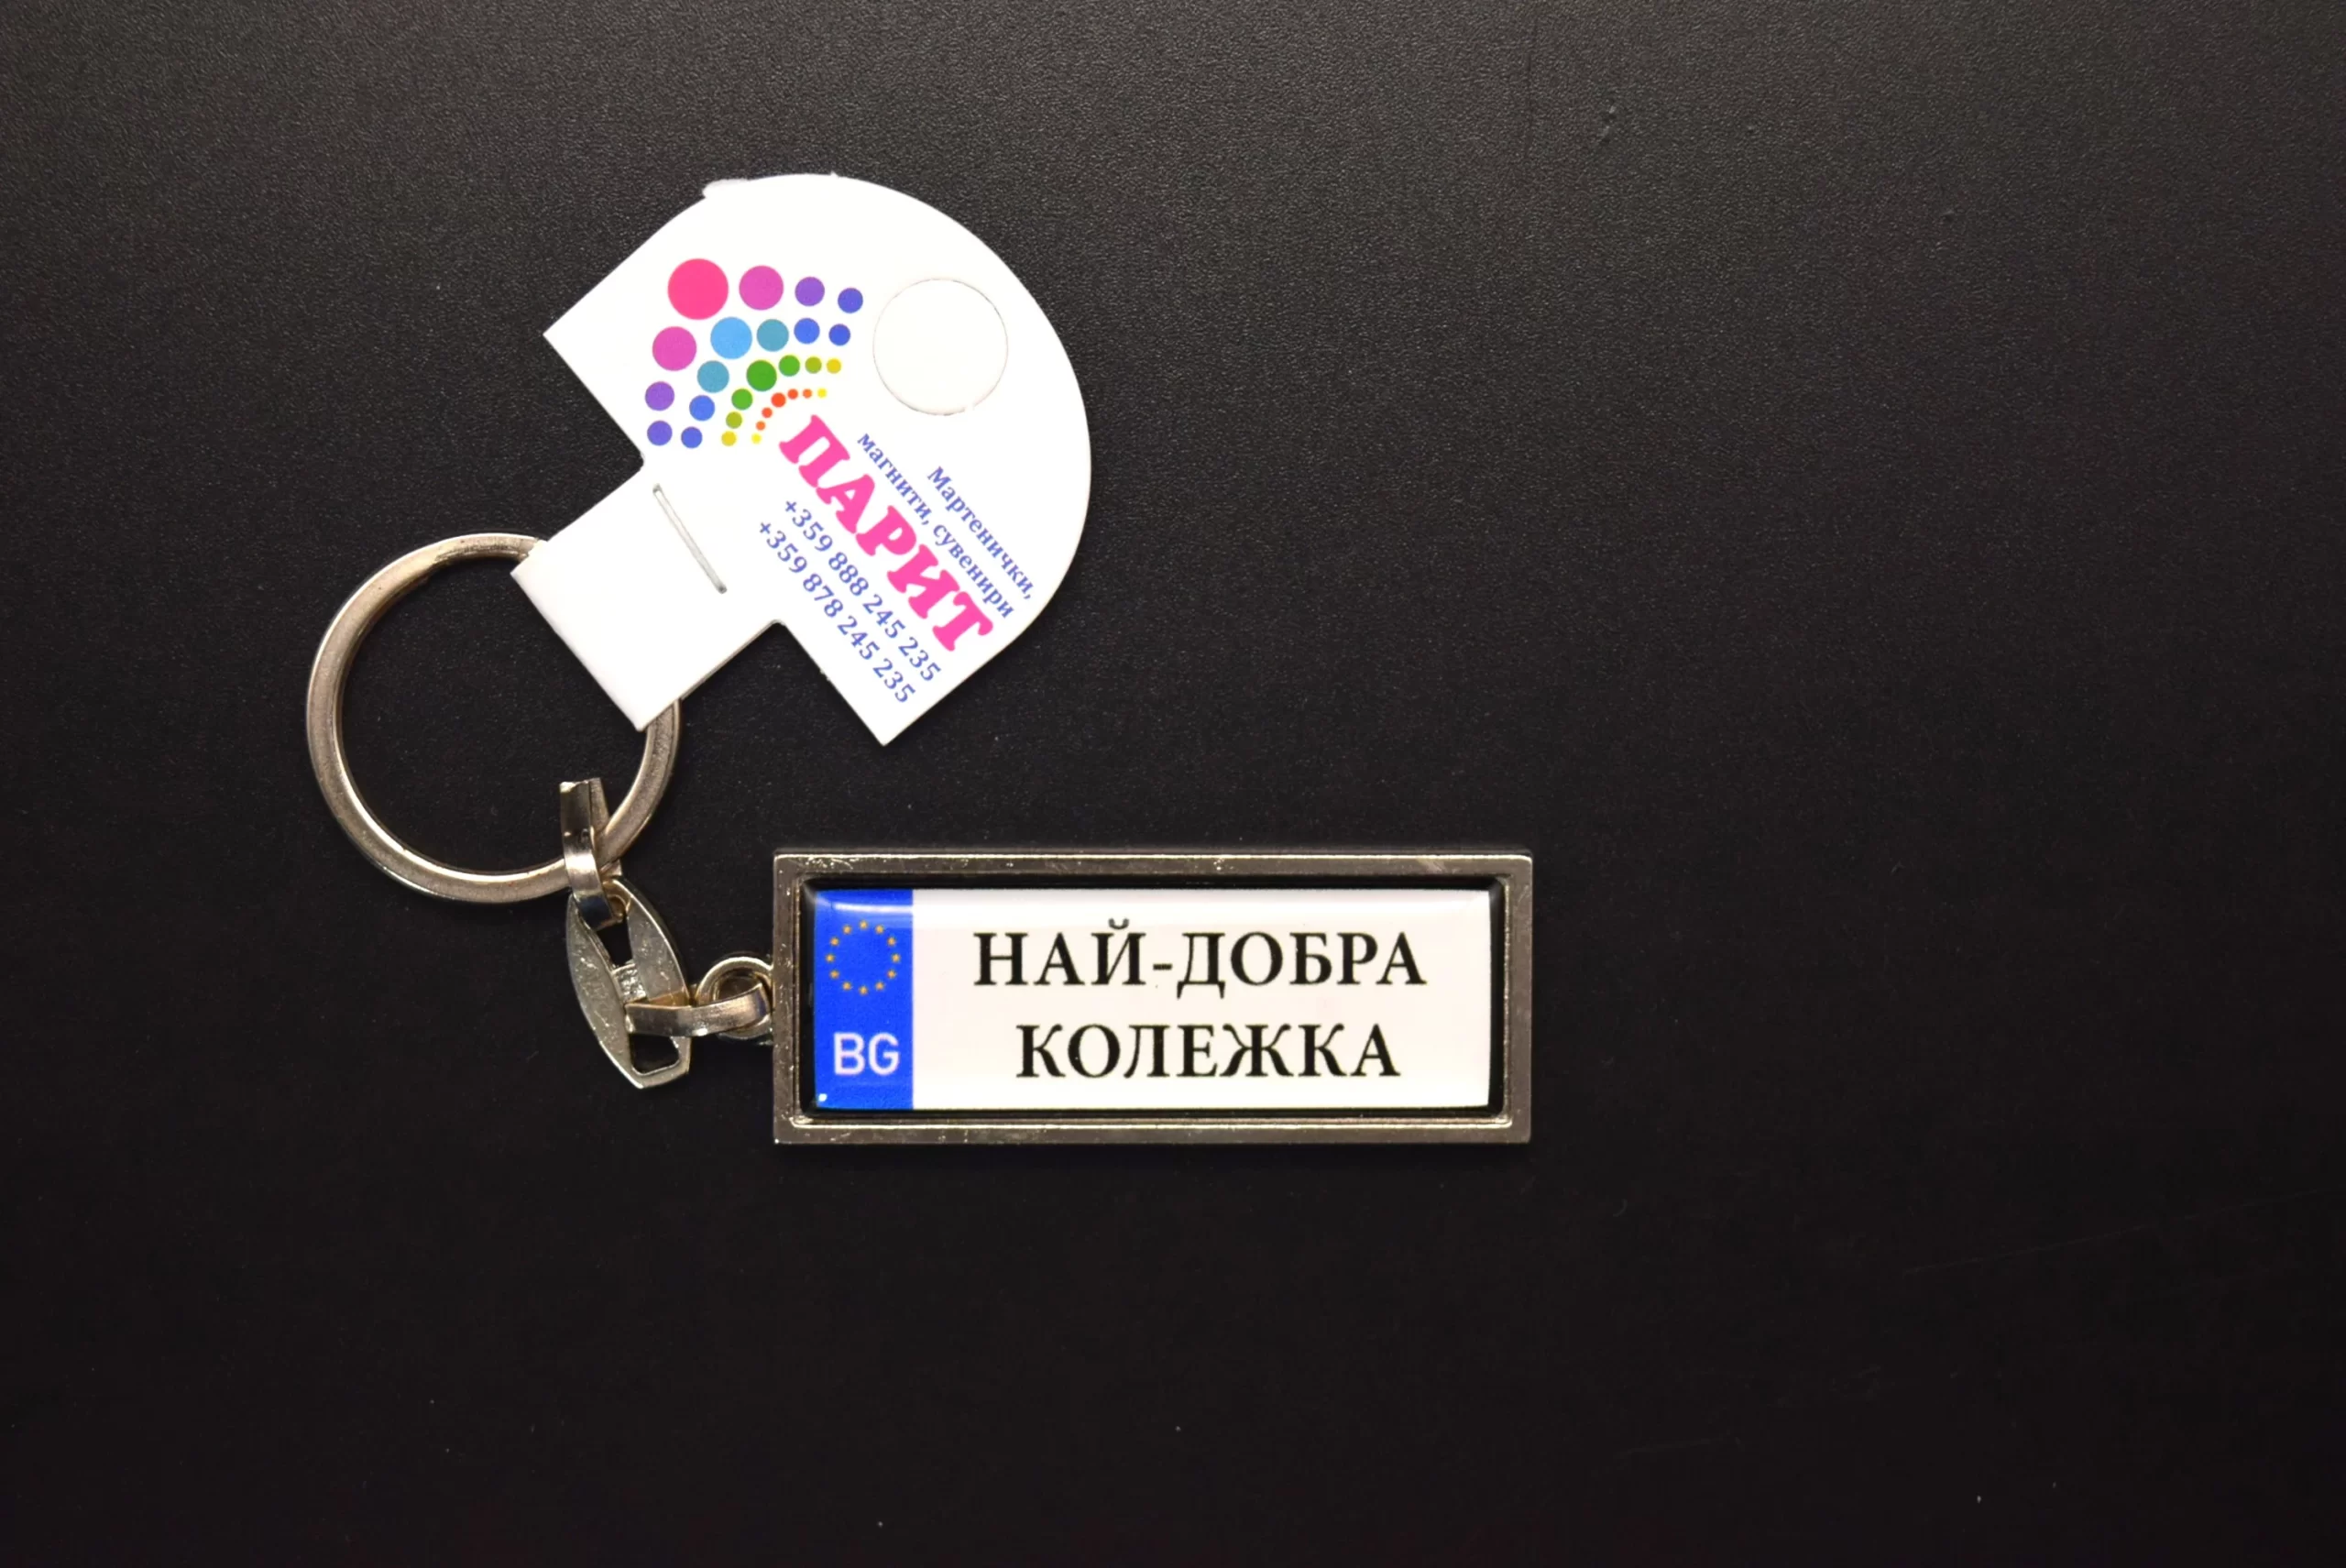 Мартенички,
магнити, сувенири
ПАРИТ
+359 888 245 235
+359 878 245 235
НАЙ-ДОБРА
КОЛЕЖКА
BG